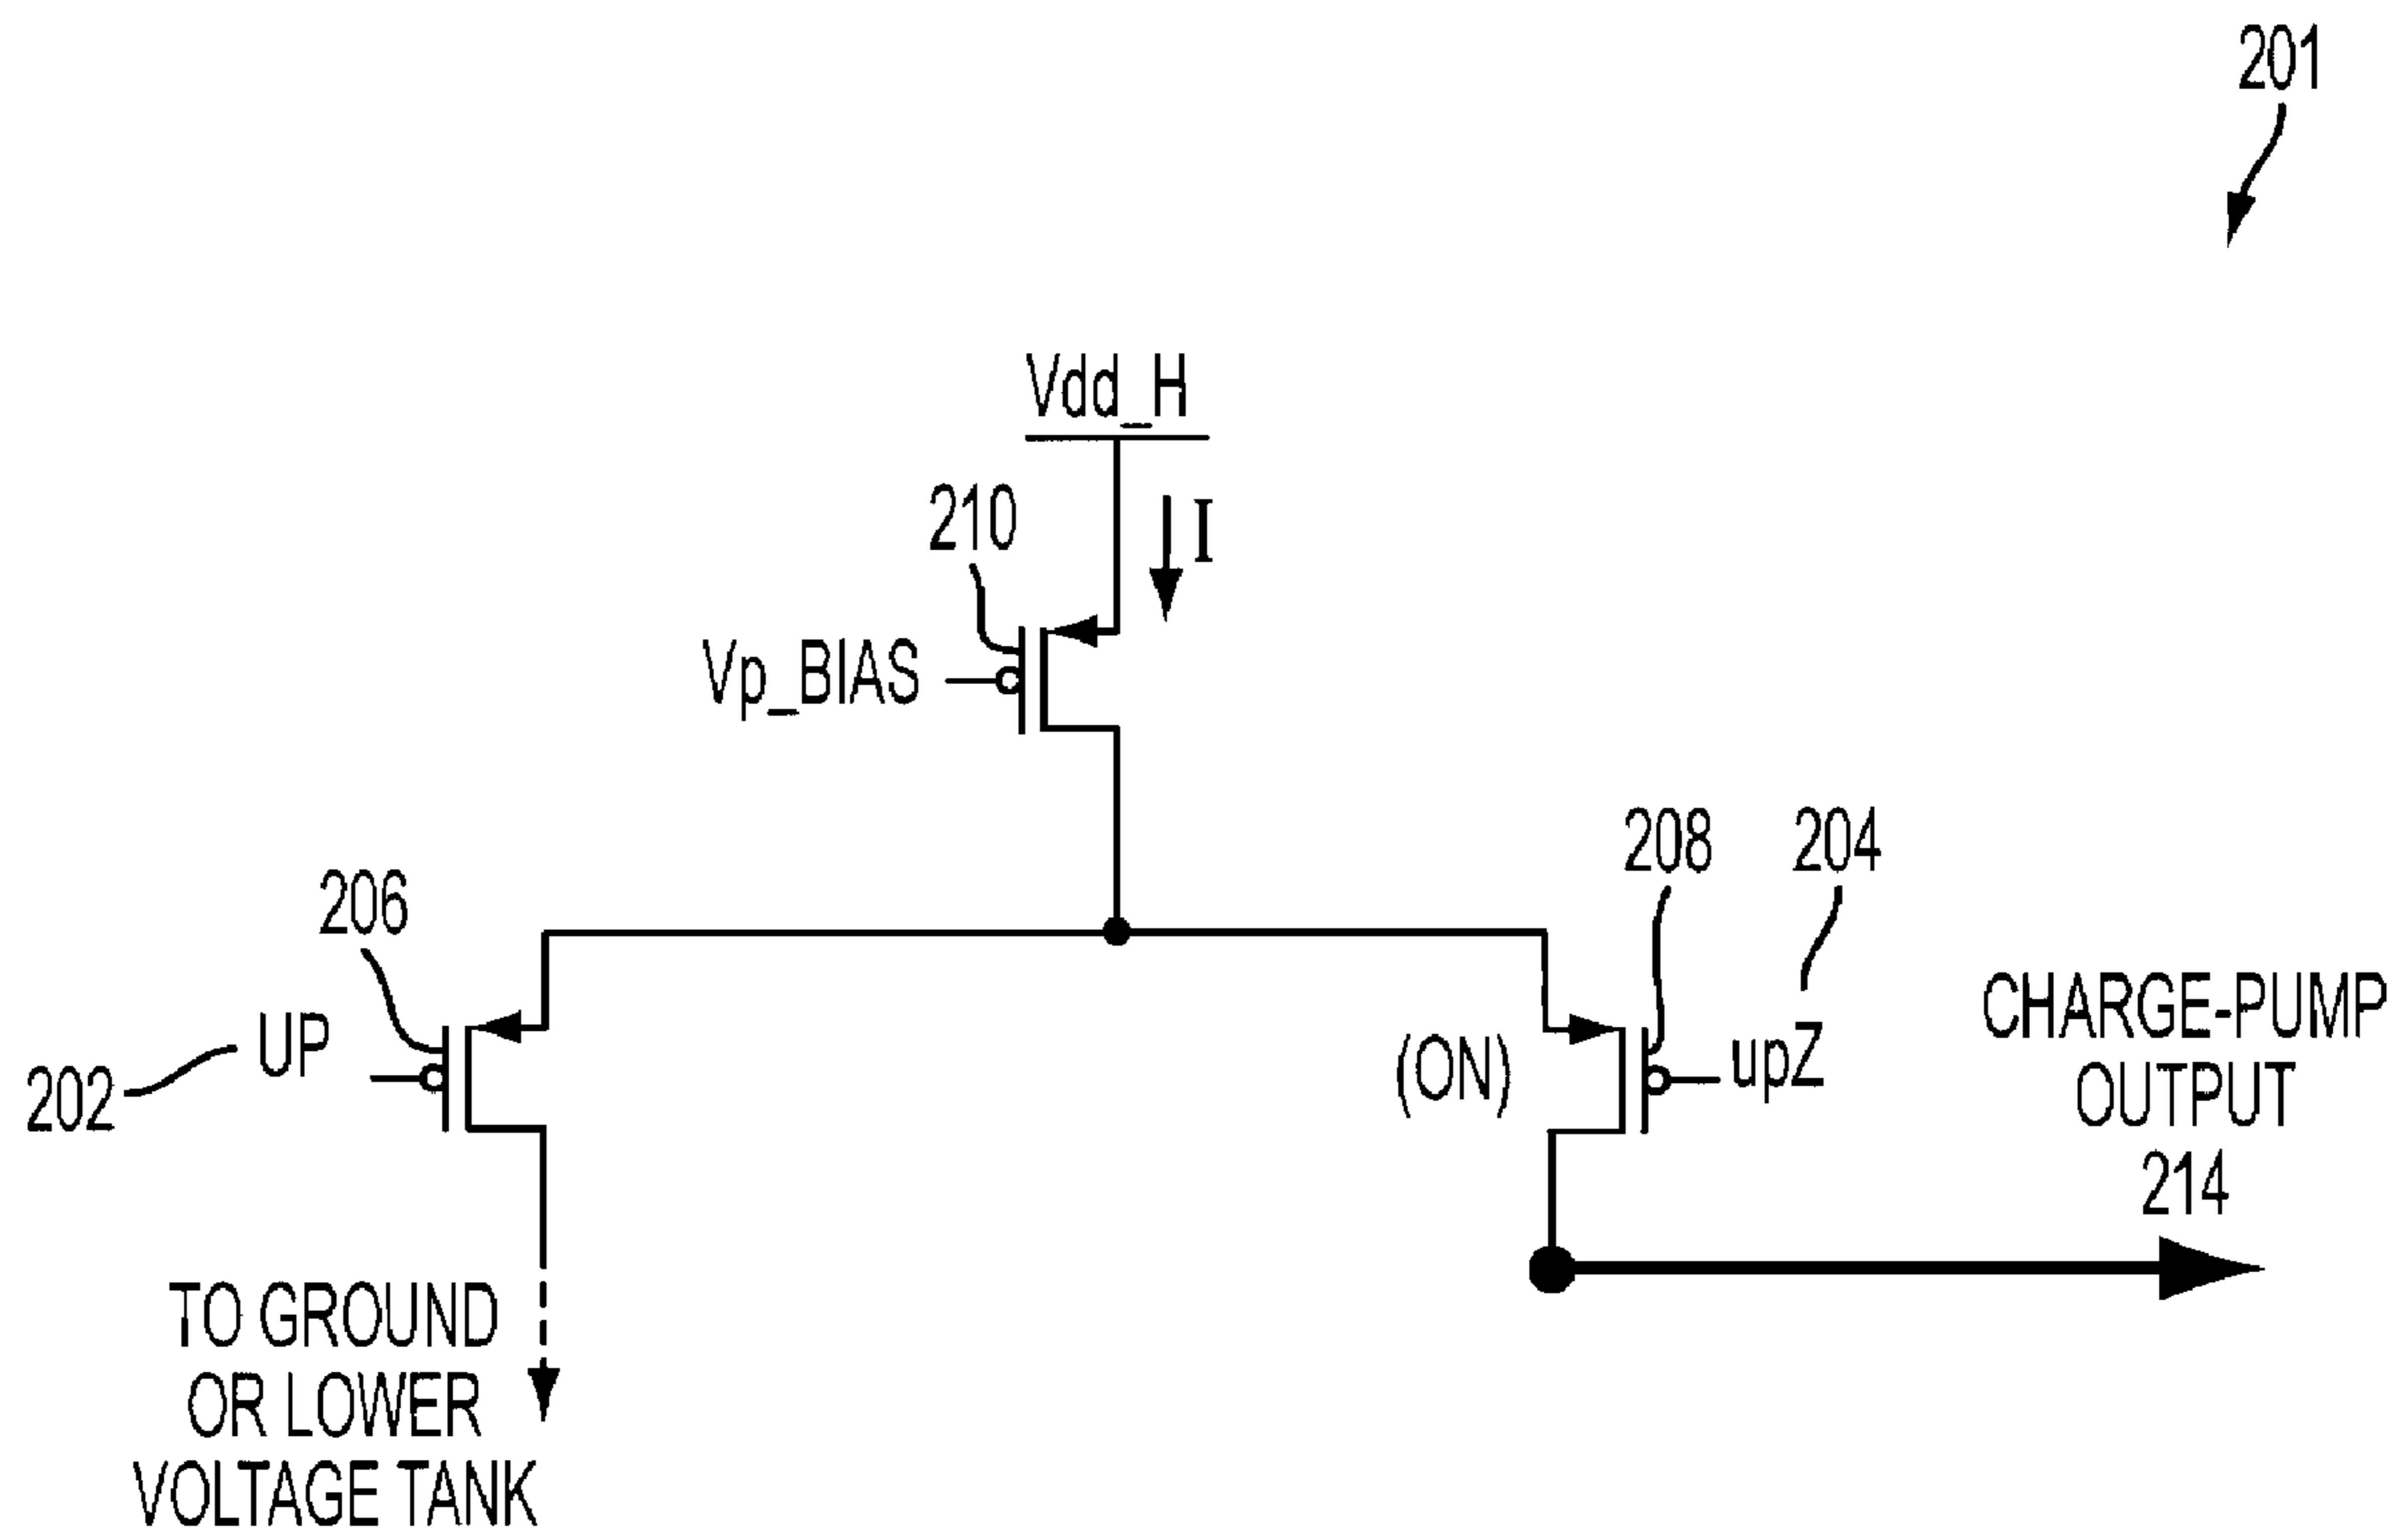 201
Vdd_H
210
I
Vp_BIAS
208
204
206
CHARGE-PUMP
OUTPUT
214
UP
(ON)
upZ
202
TO GROUND
OR LOWER
VOLTAGE TANK